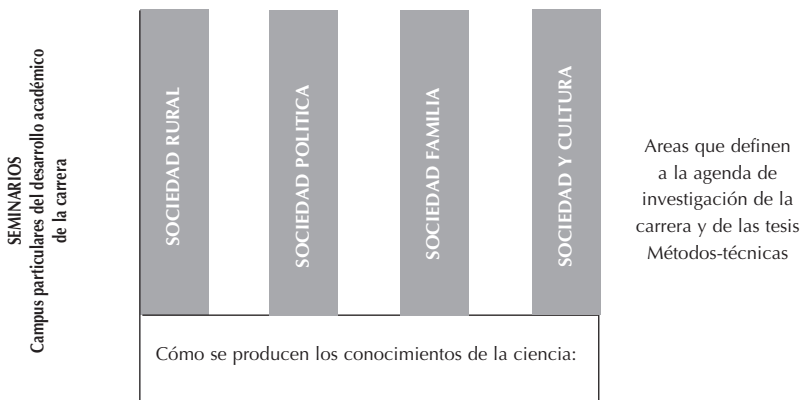 SEMINARIOS
Campus particulares del desarrollo académico
de la carrera
SOCIEDAD RURAL
SOCIEDAD POLITICA
SOCIEDAD FAMILIA
SOCIEDAD Y CULTURA
Areas que definen
a la agenda de
investigación de la
carrera y de las tesis
Métodos-técnicas
Cómo se producen los conocimientos de la ciencia: